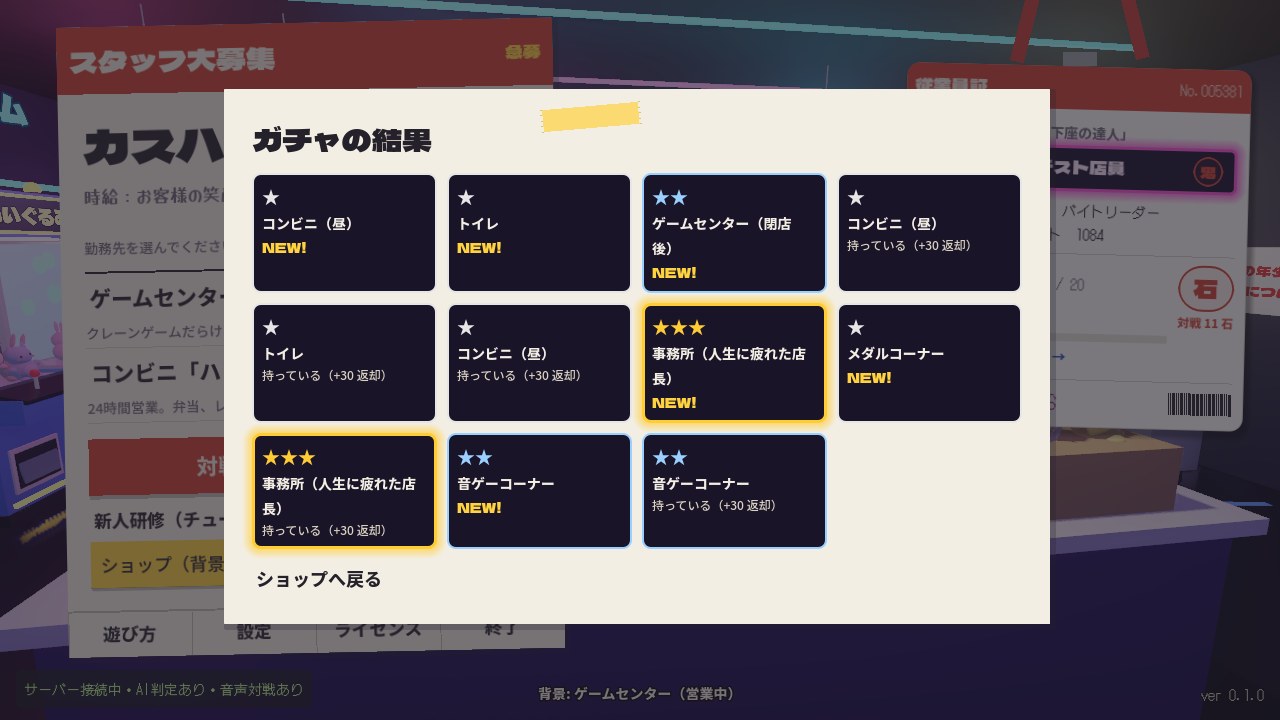 スタッフ大募集
急募
カスハ
時給：お客様の笑
勤務先を選んでくださ
ゲームセンタ
クレーンゲームだらけ
コンビニ「ハ
24時間営業。弁当、レ
対戦
新人研修（チュー
ショップ（背景
遊び方
設定
ライセンス
終了
ガチャの結果
★
コンビニ（昼）
NEW!
★
トイレ
NEW!
★★
ゲームセンター（閉店
後）
NEW!
★
コンビニ（昼）
持っている（+30 返却）
★
トイレ
持っている（+30 返却）
★
コンビニ（昼）
持っている（+30 返却）
★★★
事務所（人生に疲れた店
長）
NEW!
★
メダルコーナー
NEW!
★★★
事務所（人生に疲れた店
長）
持っている（+30 返却）
★★
音ゲーコーナー
NEW!
★★
音ゲーコーナー
持っている（+30 返却）
ショップへ戻る
従業員証
No. 005381
下座の達人」
スト店員
バイトリーダー
1084
/ 20
石
対戦 11 石
→
サーバー接続中・AI判定あり・音声対戦あり
背景: ゲームセンター（営業中）
ver 0.1.0